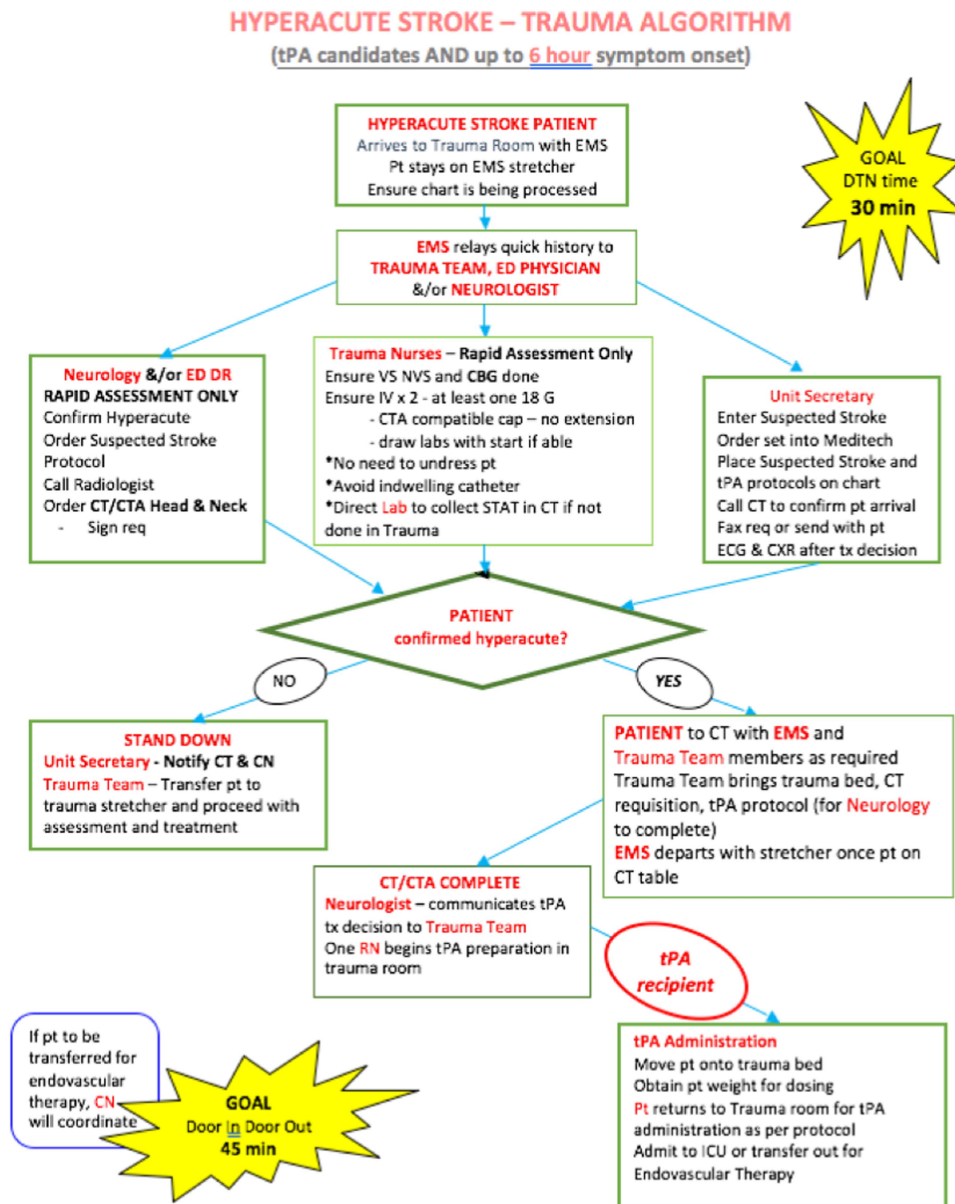 HYPERACUTE STROKE – TRAUMA ALGORITHM
(tPA candidates AND up to 6 hour symptom onset)
HYPERACUTE STROKE PATIENT
Arrives to Trauma Room with EMS
Pt stays on EMS stretcher
Ensure chart is being processed
GOAL
DTN time
30 min
EMS relays quick history to
TRAUMA TEAM, ED PHYSICIAN
&/or NEUROLOGIST
Neurology &/or ED DR
RAPID ASSESSMENT ONLY
Confirm Hyperacute
Order Suspected Stroke
Protocol
Call Radiologist
Order CT/CTA Head & Neck
- Sign req
Trauma Nurses – Rapid Assessment Only
Ensure VS NVS and CBG done
Ensure IV x 2 - at least one 18 G
- CTA compatible cap – no extension
- draw labs with start if able
*No need to undress pt
*Avoid indwelling catheter
*Direct Lab to collect STAT in CT if not
done in Trauma
Unit Secretary
Enter Suspected Stroke
Order set into Meditech
Place Suspected Stroke and
tPA protocols on chart
Call CT to confirm pt arrival
Fax req or send with pt
ECG & CXR after tx decision
PATIENT
confirmed hyperacute?
NO
YES
STAND DOWN
Unit Secretary - Notify CT & CN
Trauma Team – Transfer pt to
trauma stretcher and proceed with
assessment and treatment
PATIENT to CT with EMS and
Trauma Team members as required
Trauma Team brings trauma bed, CT
requisition, tPA protocol (for Neurology
to complete)
EMS departs with stretcher once pt on
CT table
CT/CTA COMPLETE
Neurologist – communicates tPA
tx decision to Trauma Team
One RN begins tPA preparation in
trauma room
tPA
recipient
If pt to be
transferred for
endovascular
therapy, CN
will coordinate
GOAL
Door In Door Out
45 min
tPA Administration
Move pt onto trauma bed
Obtain pt weight for dosing
Pt returns to Trauma room for tPA
administration as per protocol
Admit to ICU or transfer out for
Endovascular Therapy